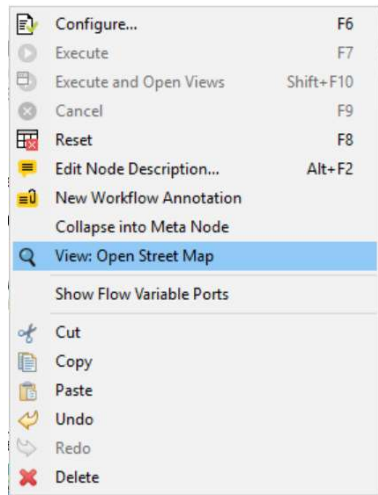 Configure... F6
Execute F7
Execute and Open Views Shift+F10
Cancel F9
Reset F8
Edit Node Description... Alt+F2
New Workflow Annotation
Collapse into Meta Node
View: Open Street Map
Show Flow Variable Ports
Cut
Copy
Paste
Undo
Redo
Delete